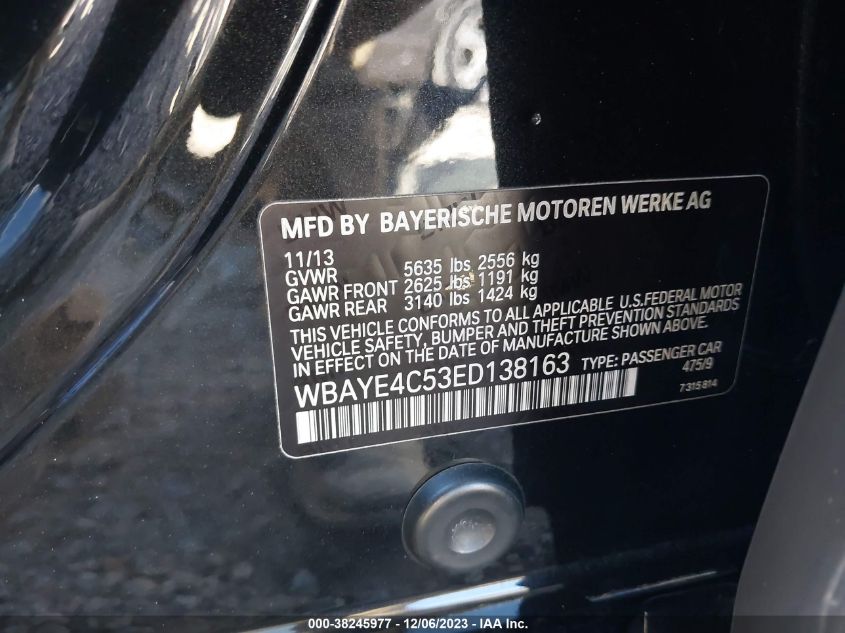 MFD BY BAYERISCHE MOTOREN WERKE AG
11/13
GVWR 5635 lbs 2556 kg
GAWR FRONT 2625 lbs 1191 kg
GAWR REAR 3140 lbs 1424 kg
THIS VEHICLE CONFORMS TO ALL APPLICABLE U.S.FEDERAL MOTOR
VEHICLE SAFETY, BUMPER AND THEFT PREVENTION STANDARDS
IN EFFECT ON THE DATE OF MANUFACTURE SHOWN ABOVE.
WBAYE4C53ED138163 TYPE: PASSENGER CAR
475/9
7 315 814
000-38245977 - 12/06/2023 - IAA Inc.